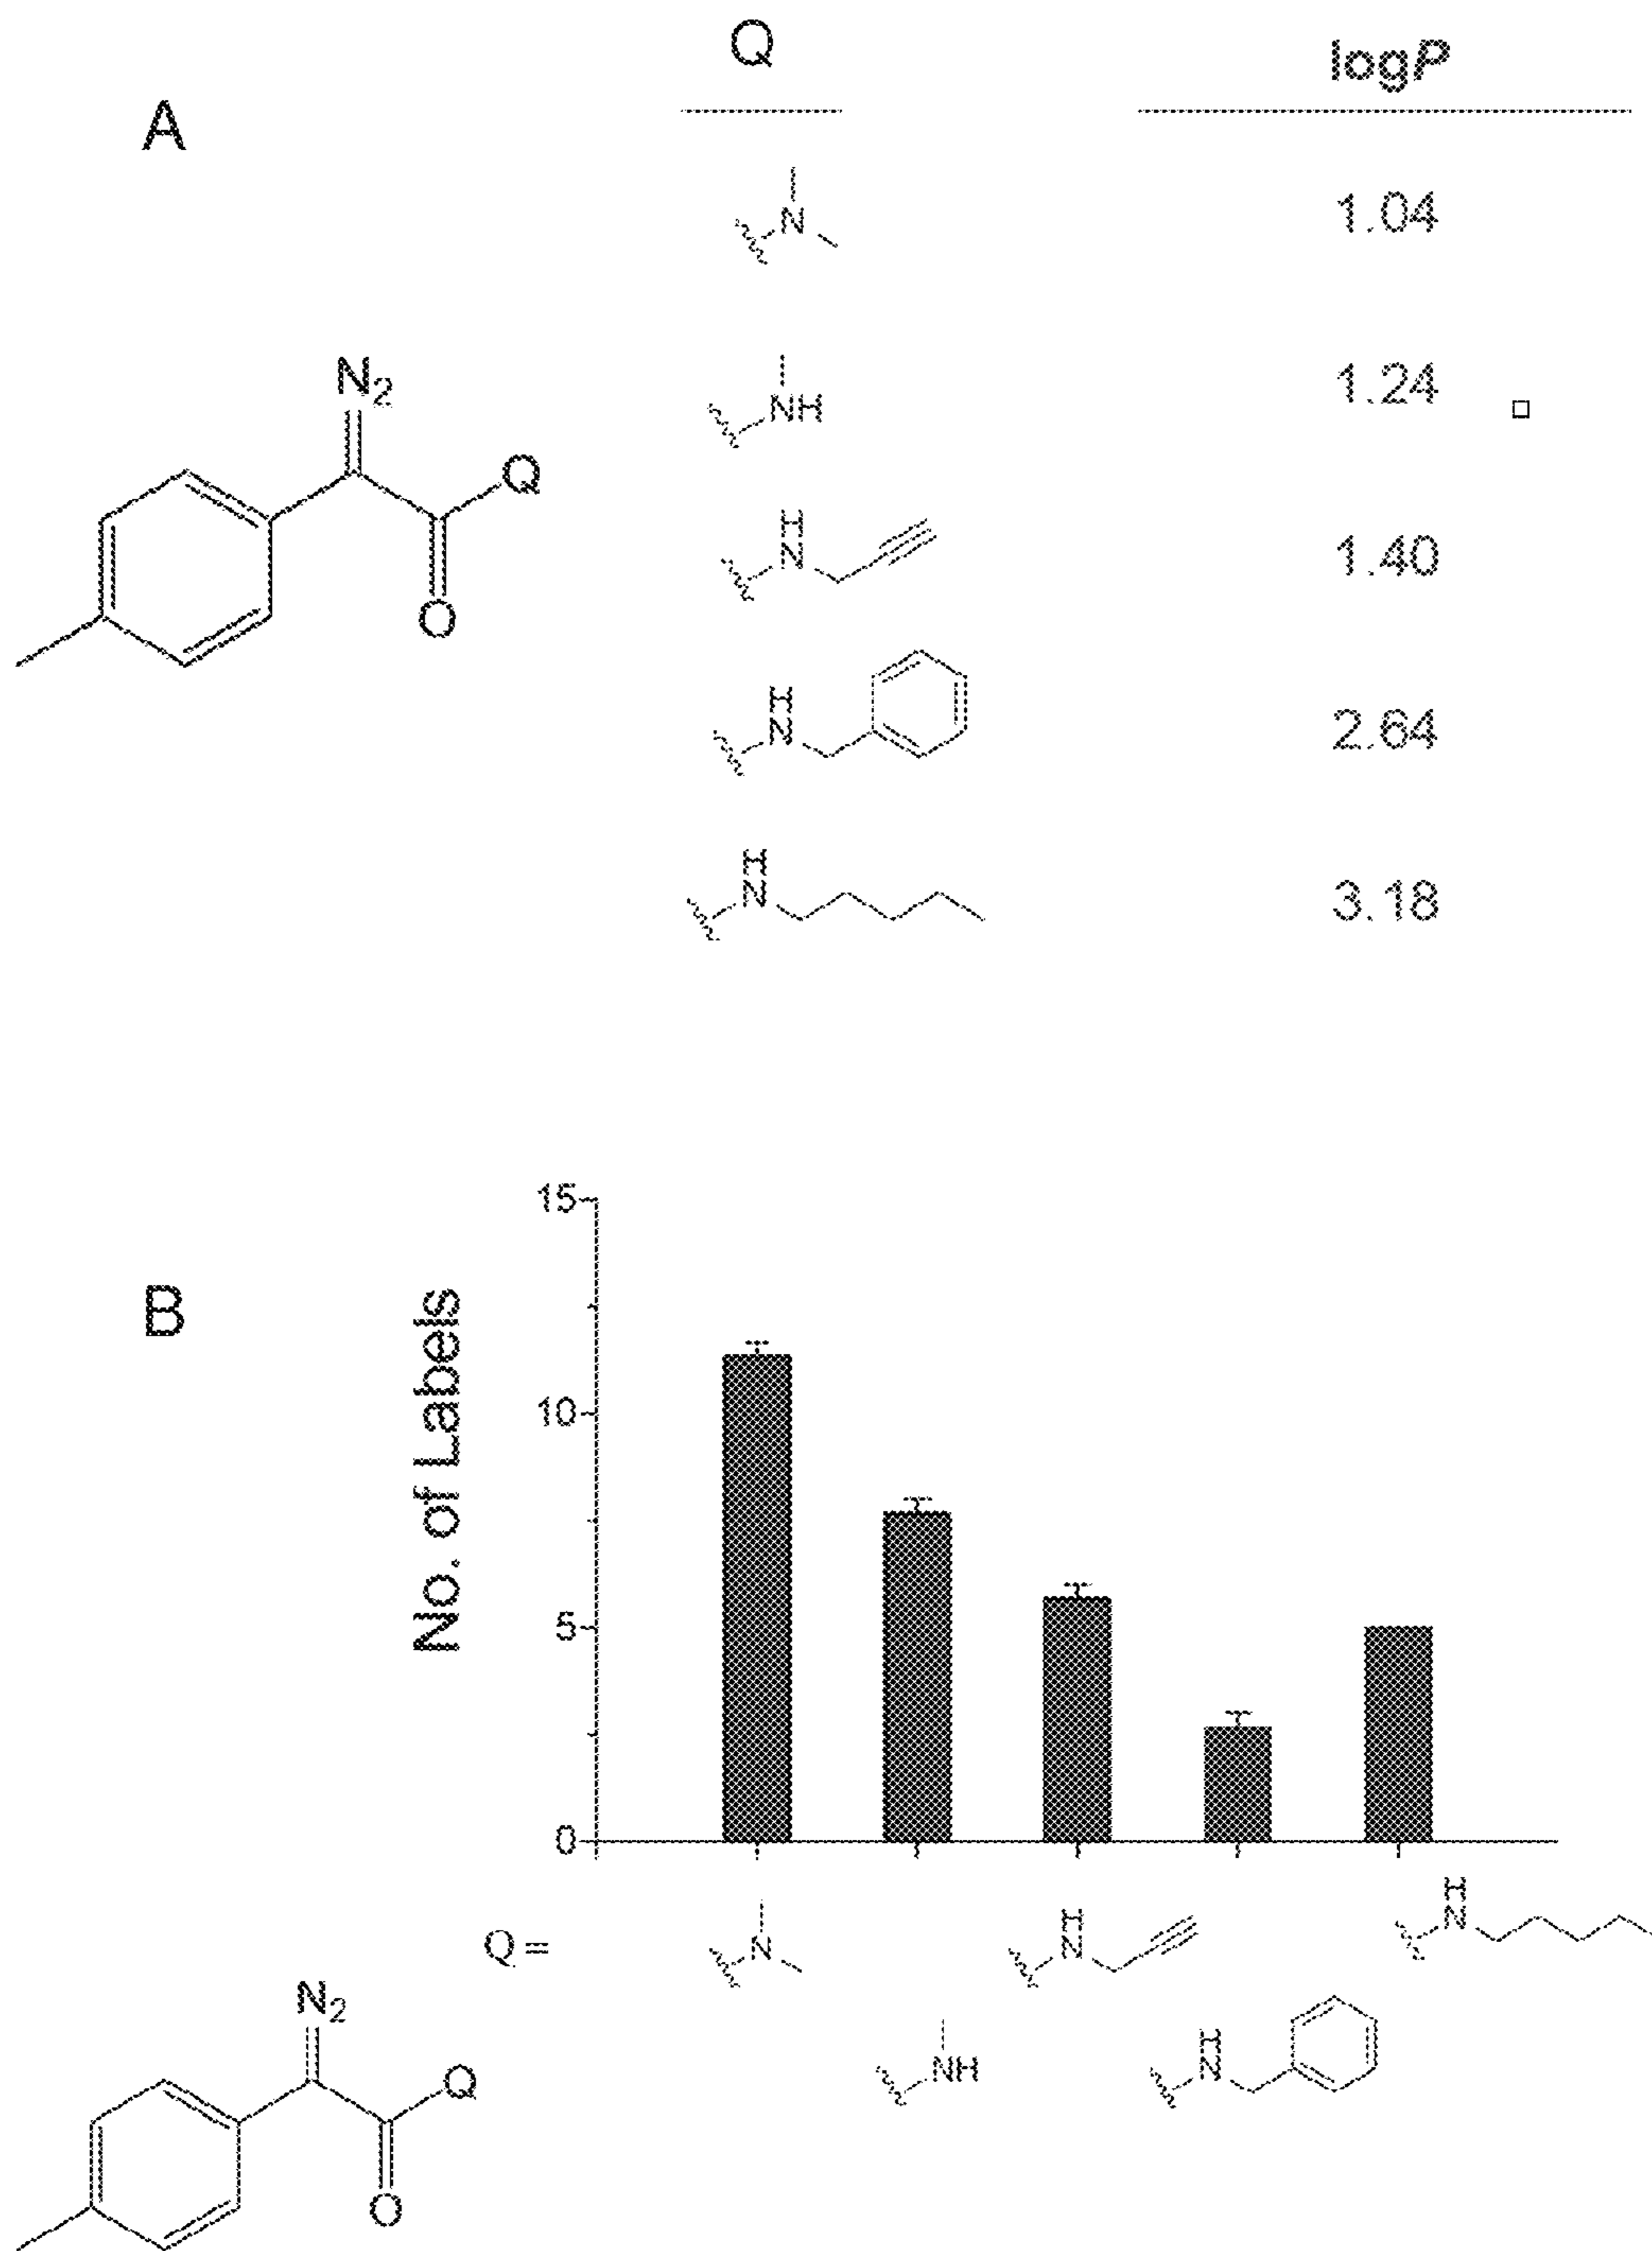 Q logP
A
N 1.04
N2
NH 1.24
Q
H
N 1.40
O
H
N 2.64
H
N 3.18
15
B
No. of Labels
10
5
0
Q =
N
H
N
H
N
N2
NH
H
N
Q
O